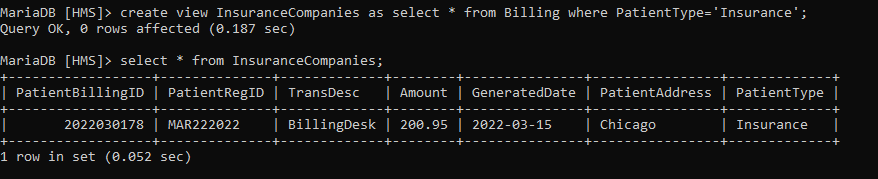 MariaDB [HMS]> create view InsuranceCompanies as select * from Billing where PatientType='Insurance';
Query OK, 0 rows affected (0.187 sec)
MariaDB [HMS]> select * from InsuranceCompanies;
+------------------+--------------+-------------+--------+---------------+----------------+-------------+
| PatientBillingID | PatientRegID | TransDesc   | Amount | GeneratedDate | PatientAddress | PatientType |
+------------------+--------------+-------------+--------+---------------+----------------+-------------+
|       2022030178 | MAR222022    | BillingDesk | 200.95 | 2022-03-15    | Chicago        | Insurance   |
+------------------+--------------+-------------+--------+---------------+----------------+-------------+
1 row in set (0.052 sec)